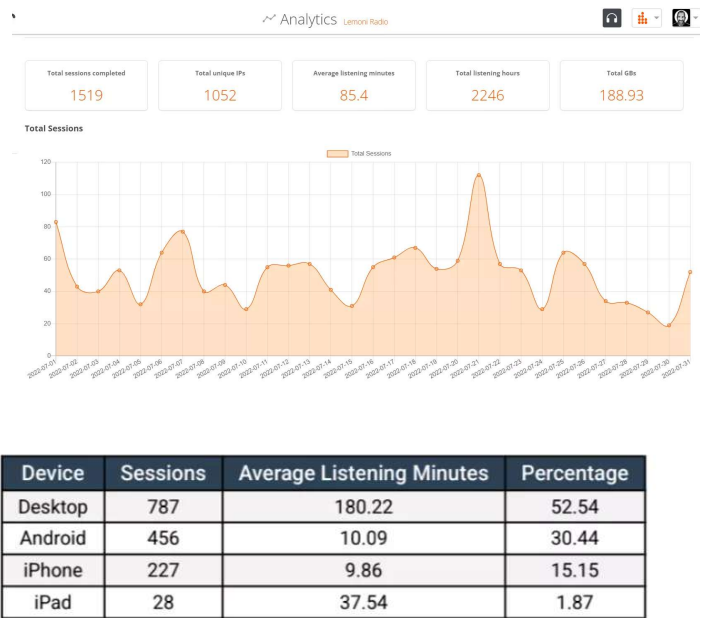 Analytics Lemoni Radio
Total sessions completed
1519
Total unique IPs
1052
Average listening minutes
85.4
Total listening hours
2246
Total GBs
188.93
Total Sessions
Total Sessions
120
100
80
60
40
20
0
2022-07-01 2022-07-02 2022-07-03 2022-07-04 2022-07-05 2022-07-06 2022-07-07 2022-07-08 2022-07-09 2022-07-10 2022-07-11 2022-07-12 2022-07-13 2022-07-14 2022-07-15 2022-07-16 2022-07-17 2022-07-18 2022-07-19 2022-07-20 2022-07-21 2022-07-22 2022-07-23 2022-07-24 2022-07-25 2022-07-26 2022-07-27 2022-07-28 2022-07-29 2022-07-30 2022-07-31
Device Sessions Average Listening Minutes Percentage
Desktop 787 180.22 52.54
Android 456 10.09 30.44
iPhone 227 9.86 15.15
iPad 28 37.54 1.87